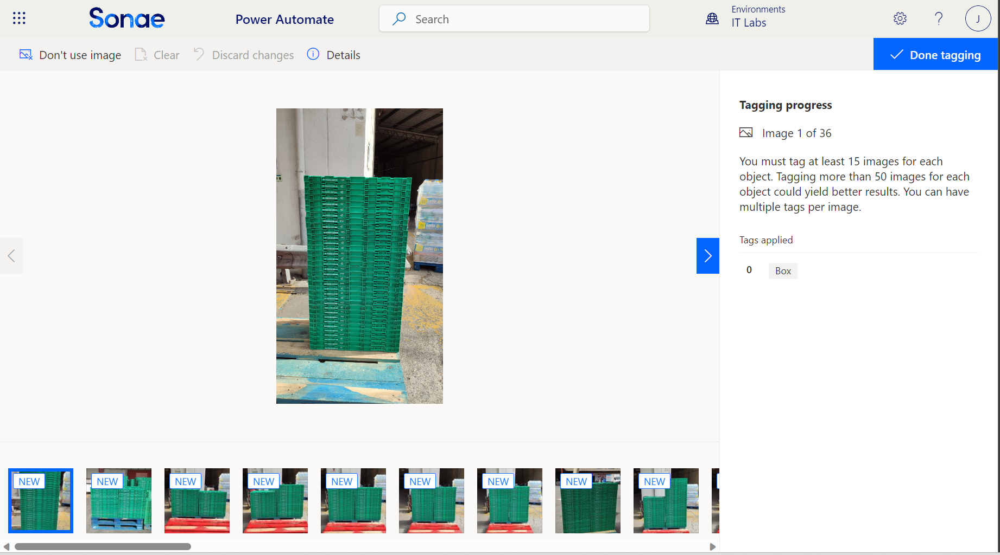 Sonae
Power Automate
Search
Environments
IT Labs
?
J
Don't use image
Clear
Discard changes
Details
Done tagging
Tagging progress
Image 1 of 36
You must tag at least 15 images for each
object. Tagging more than 50 images for each
object could yield better results. You can have
multiple tags per image.
Tags applied
0 Box
NEW
NEW
NEW
NEW
NEW
NEW
NEW
NEW
NEW